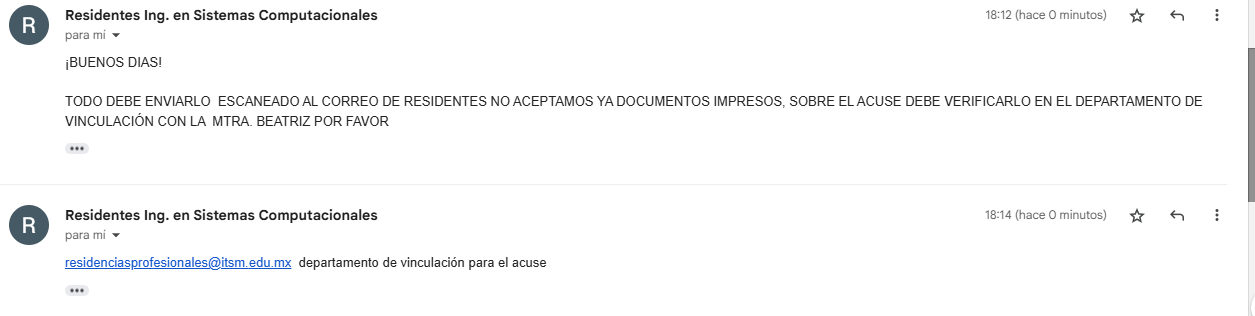 R
Residentes Ing. en Sistemas Computacionales
18:12 (hace 0 minutos)
para mí
¡BUENOS DIAS!
TODO DEBE ENVIARLO  ESCANEADO AL CORREO DE RESIDENTES NO ACEPTAMOS YA DOCUMENTOS IMPRESOS, SOBRE EL ACUSE DEBE VERIFICARLO EN EL DEPARTAMENTO DE
VINCULACIÓN CON LA  MTRA. BEATRIZ POR FAVOR
R
Residentes Ing. en Sistemas Computacionales
18:14 (hace 0 minutos)
para mí
residenciasprofesionales@itsm.edu.mx  departamento de vinculación para el acuse